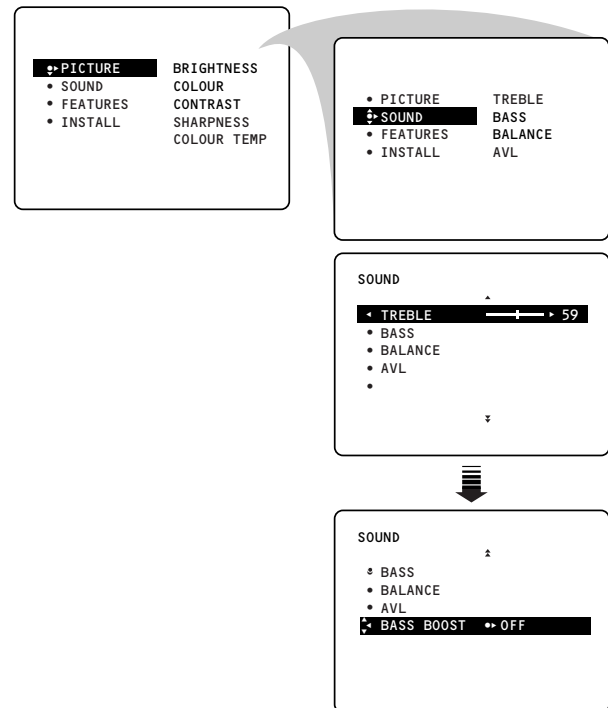 PICTURE BRIGHTNESS
• SOUND COLOUR
• FEATURES CONTRAST
• INSTALL SHARPNESS
COLOUR TEMP
• PICTURE TREBLE
SOUND BASS
• FEATURES BALANCE
• INSTALL AVL
SOUND
TREBLE 59
• BASS
• BALANCE
• AVL
•
SOUND
BASS
• BALANCE
• AVL
BASS BOOST OFF